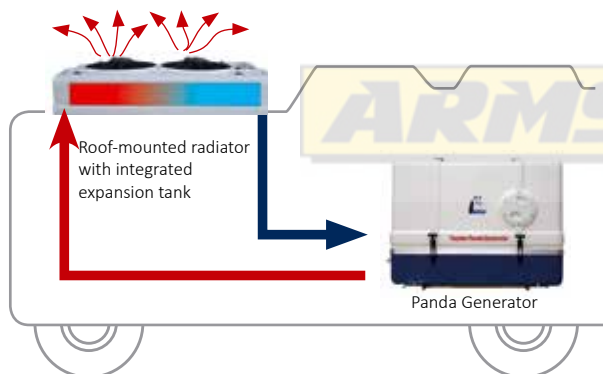 ARMS
Roof-mounted radiator
with integrated
expansion tank
Panda Generator